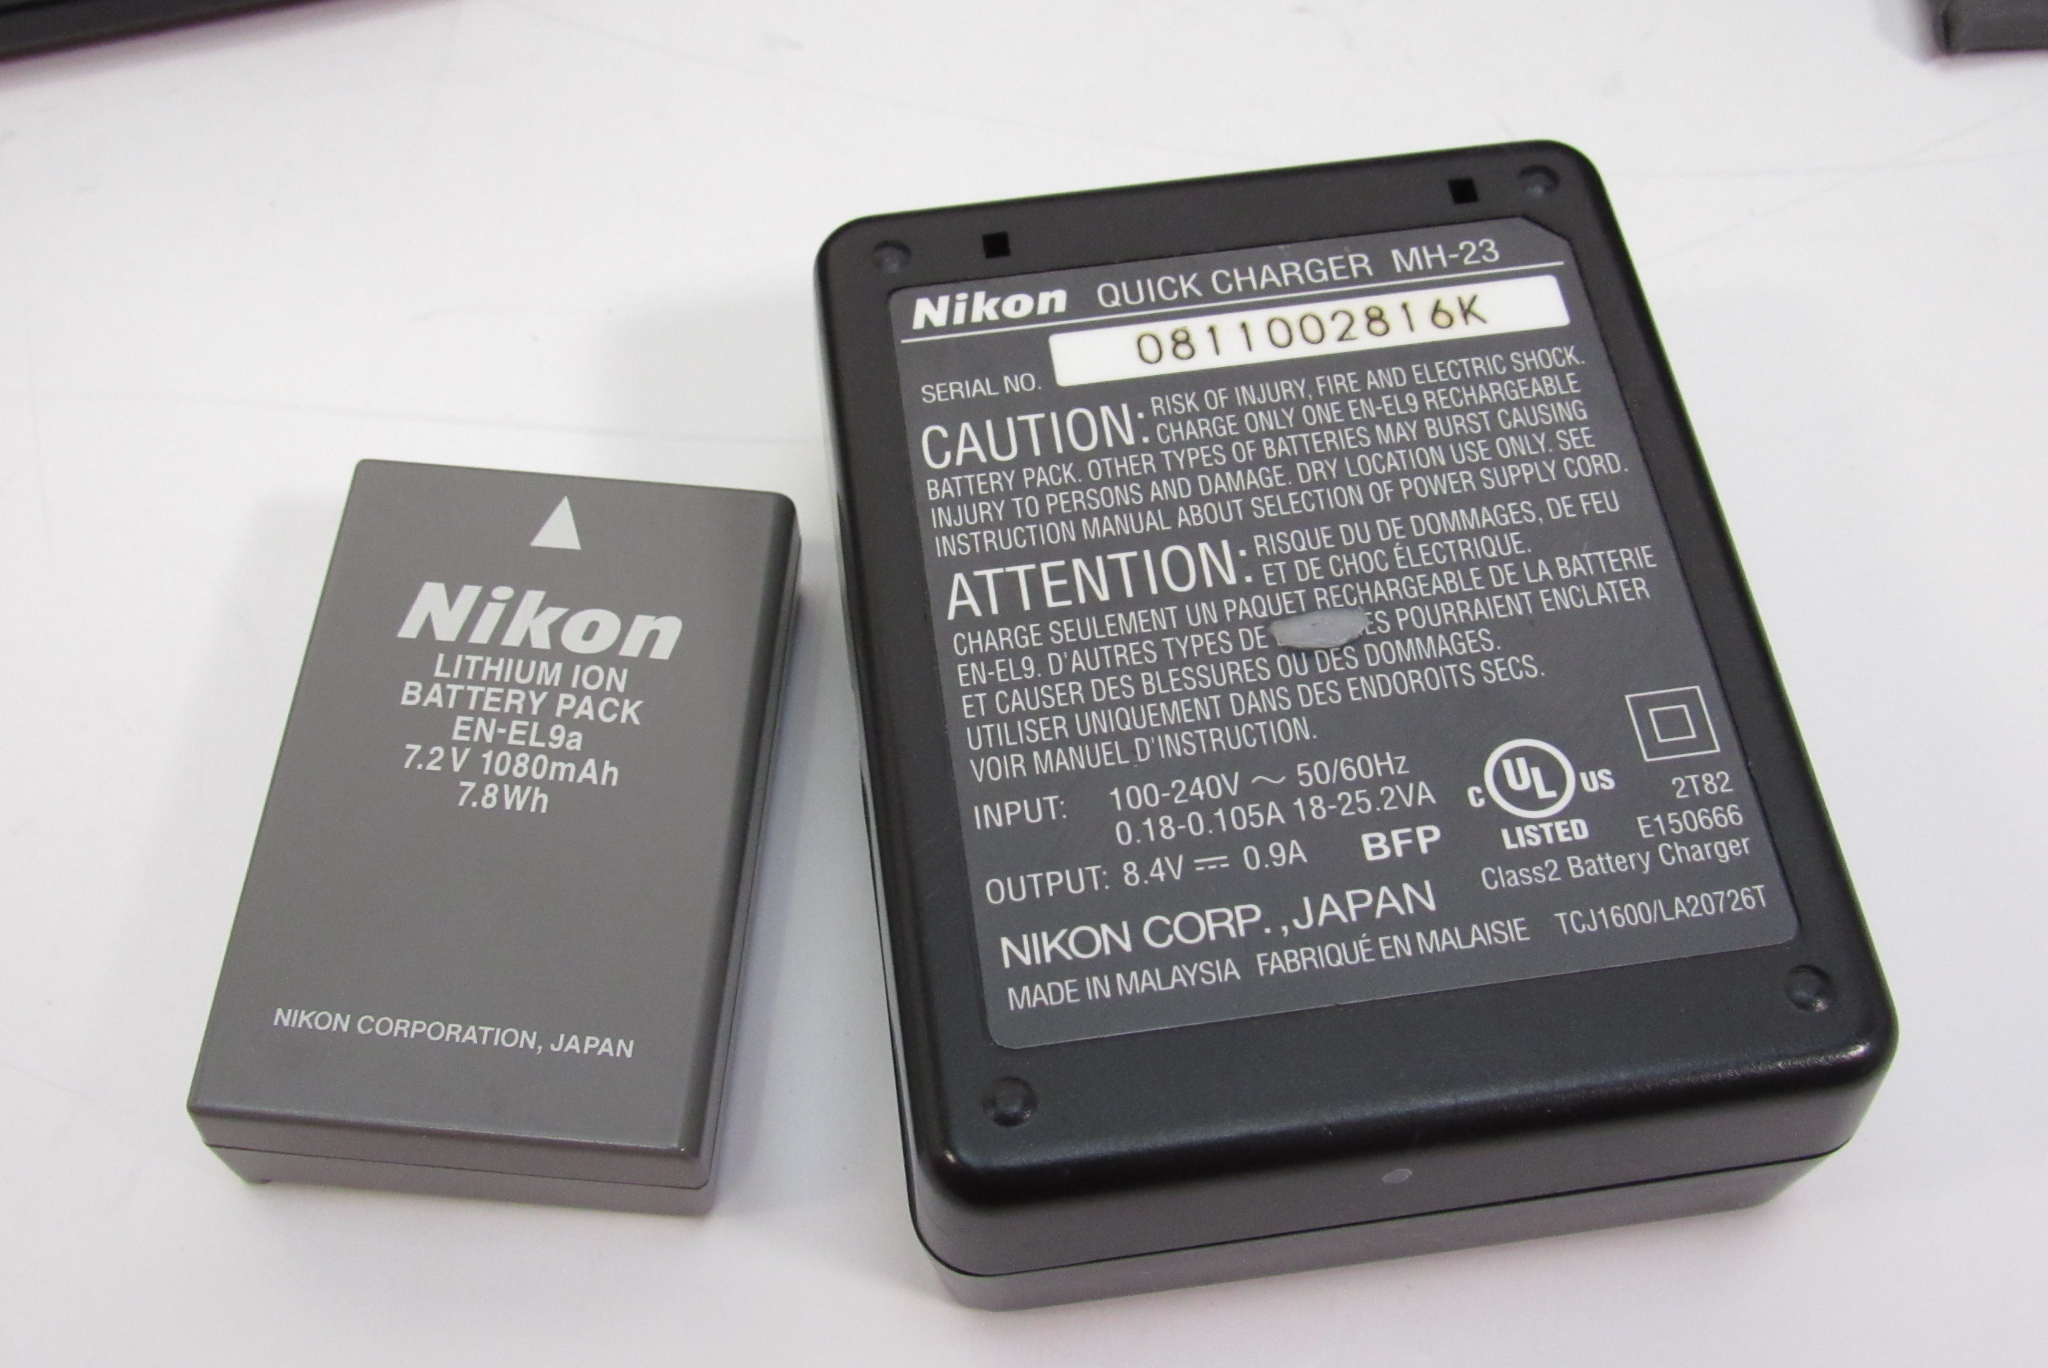 Nikon
LITHIUM ION
BATTERY PACK
EN-EL9a
7.2V 1080mAh
7.8Wh
NIKON CORPORATION, JAPAN
Nikon QUICK CHARGER MH-23
SERIAL NO. 0811002816K
CAUTION: RISK OF INJURY, FIRE AND ELECTRIC SHOCK.
CHARGE ONLY ONE EN-EL9 RECHARGEABLE
BATTERY PACK. OTHER TYPES OF BATTERIES MAY BURST CAUSING
INJURY TO PERSONS AND DAMAGE. DRY LOCATION USE ONLY. SEE
INSTRUCTION MANUAL ABOUT SELECTION OF POWER SUPPLY CORD.
ATTENTION: RISQUE DU DE DOMMAGES, DE FEU
ET DE CHOC ÉLECTRIQUE.
CHARGE SEULEMENT UN PAQUET RECHARGEABLE DE LA BATTERIE
EN-EL9. D'AUTRES TYPES DE POURRAIENT ENCLATER
ET CAUSER DES BLESSURES OU DES DOMMAGES.
UTILISER UNIQUEMENT DANS DES ENDOROITS SECS.
VOIR MANUEL D'INSTRUCTION.
INPUT: 100-240V ~ 50/60Hz
0.18-0.105A 18-25.2VA
OUTPUT: 8.4V ⎓ 0.9A BFP
C UL US
LISTED
2T82
E150666
Class2 Battery Charger
NIKON CORP.,JAPAN
MADE IN MALAYSIA FABRIQUÉ EN MALAISIE TCJ1600/LA20726T